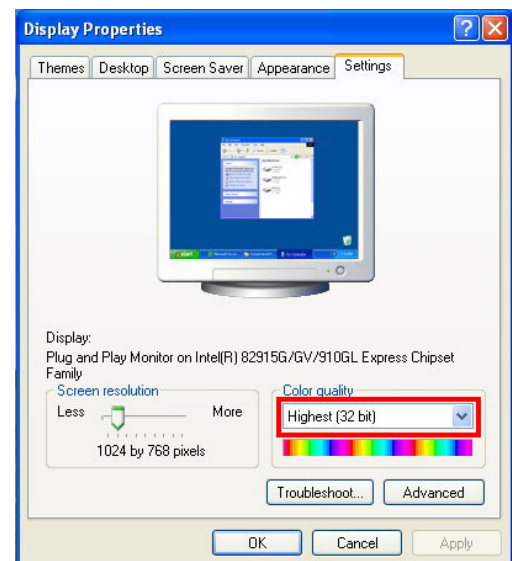 Display Properties
Themes Desktop Screen Saver Appearance Settings
start
Display:
Plug and Play Monitor on Intel(R) 82915G/GV/910GL Express Chipset
Family
Screen resolution
Less More
1024 by 768 pixels
Color quality
Highest (32 bit)
Troubleshoot... Advanced
OK Cancel Apply